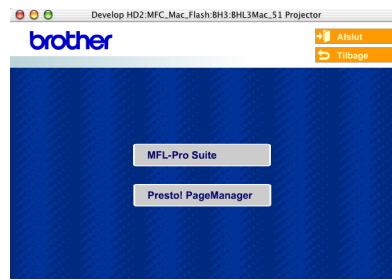 Develop HD2:MFC_Mac_Flash:BH3:BHL3Mac_51 Projector
brother
Afslut
Tilbage
MFL-Pro Suite
Presto! PageManager